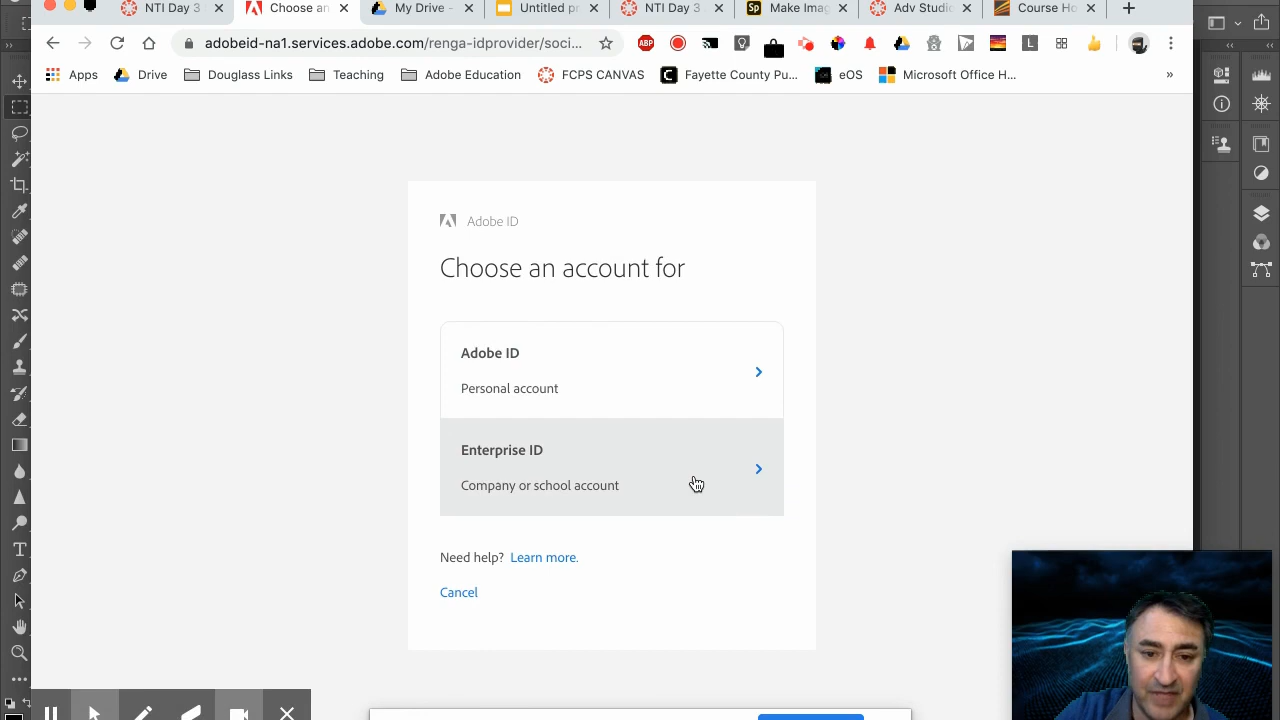 NTI Day 3
Choose an
My Drive -
Untitled pr
NTI Day 3
Make Imag
Adv Studi
Course Ho
adobeid-na1.services.adobe.com/renga-idprovider/soci...
ABP
L
Apps
Drive
Douglass Links
Teaching
Adobe Education
FCPS CANVAS
Fayette County Pu...
eOS
Microsoft Office H...
»
Adobe ID
Choose an account for
Adobe ID
Personal account
Enterprise ID
Company or school account
Need help? Learn more.
Cancel